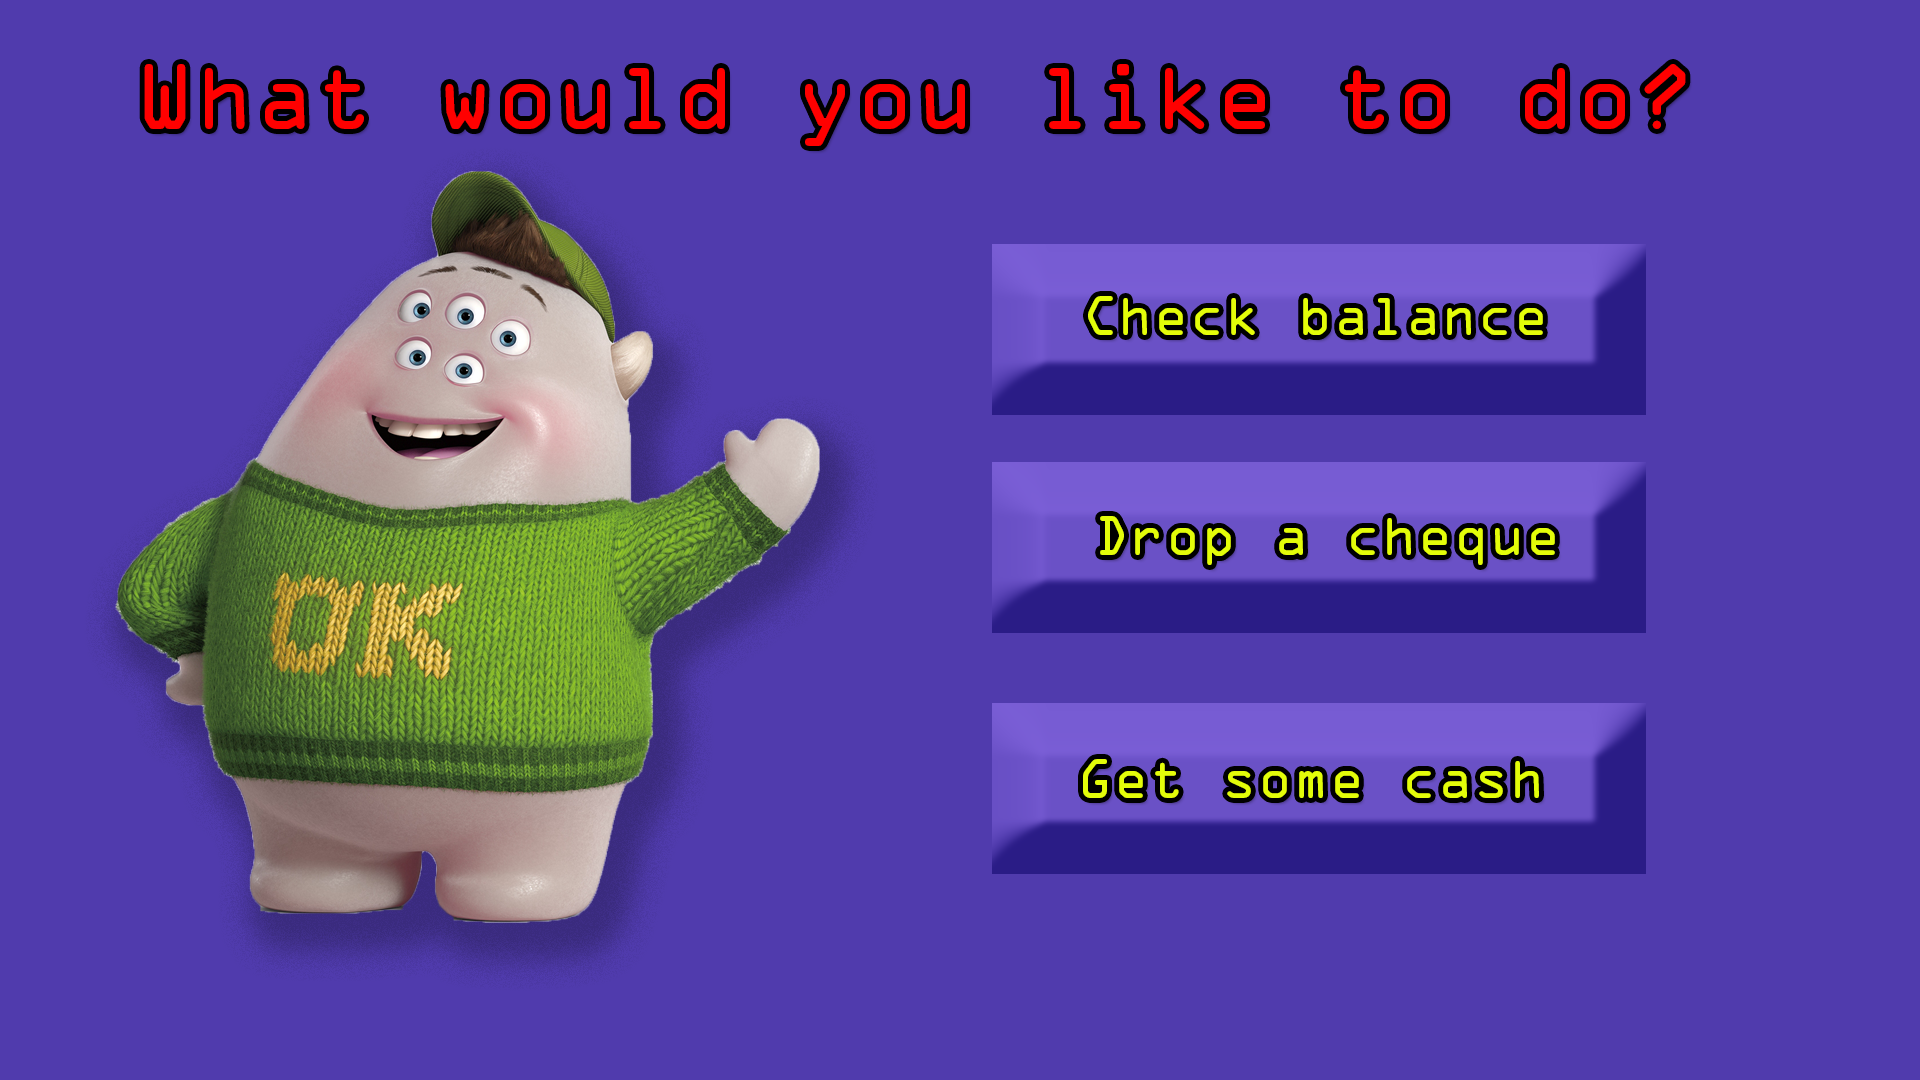 What would you like to do?
Check balance
OK
Drop a cheque
Get some cash